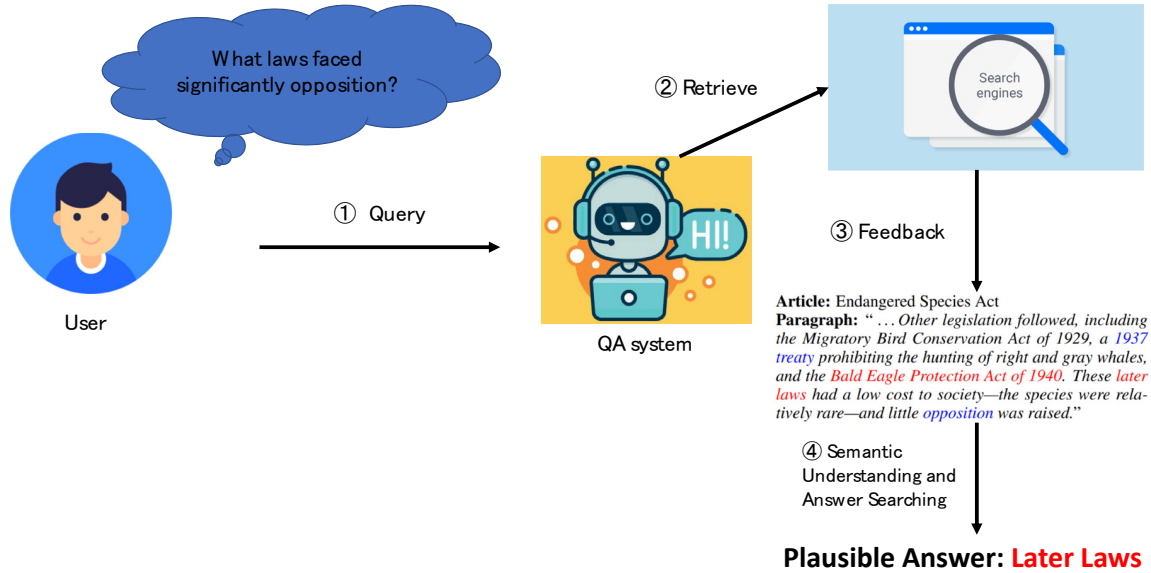 What laws faced
significantly opposition?
② Retrieve
Search
engines
① Query
HI!
③ Feedback
User
QA system
Article: Endangered Species Act
Paragraph: “ … Other legislation followed, including
the Migratory Bird Conservation Act of 1929, a 1937
treaty prohibiting the hunting of right and gray whales,
and the Bald Eagle Protection Act of 1940. These later
laws had a low cost to society—the species were rela-
tively rare—and little opposition was raised.”
④ Semantic
Understanding and
Answer Searching
Plausible Answer: Later Laws